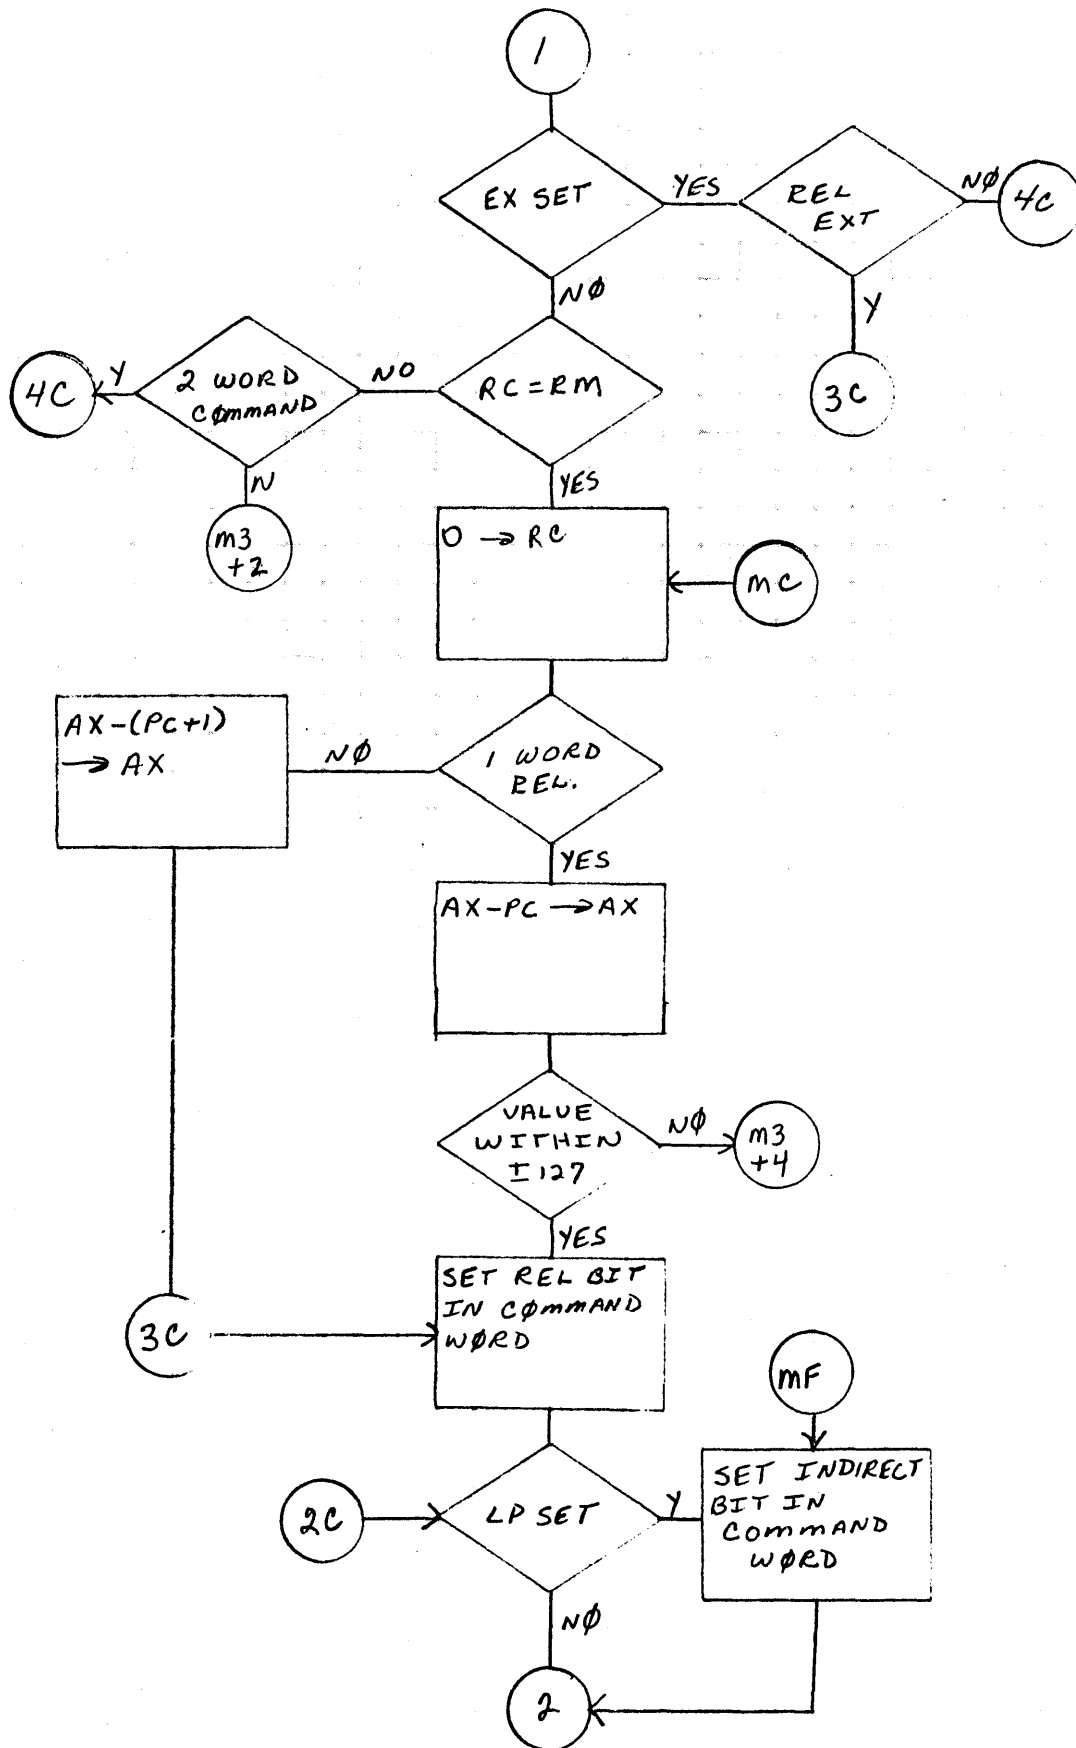 1
EX SET
YES
REL
EXT
NØ
4C
NØ
Y
3C
4C
Y
2 WORD
CØMMAND
NO
RC=RM
N
m3
+2
YES
0 → RC
mC
AX-(PC+1)
→ AX
NØ
1 WORD
REL.
YES
AX-PC → AX
VALUE
WITHIN
±127
NØ
m3
+4
YES
SET REL BIT
IN CØMMAND
WØRD
3C
mF
2C
LP SET
Y
SET INDIRECT
BIT IN
COMMAND
WØRD
NØ
2